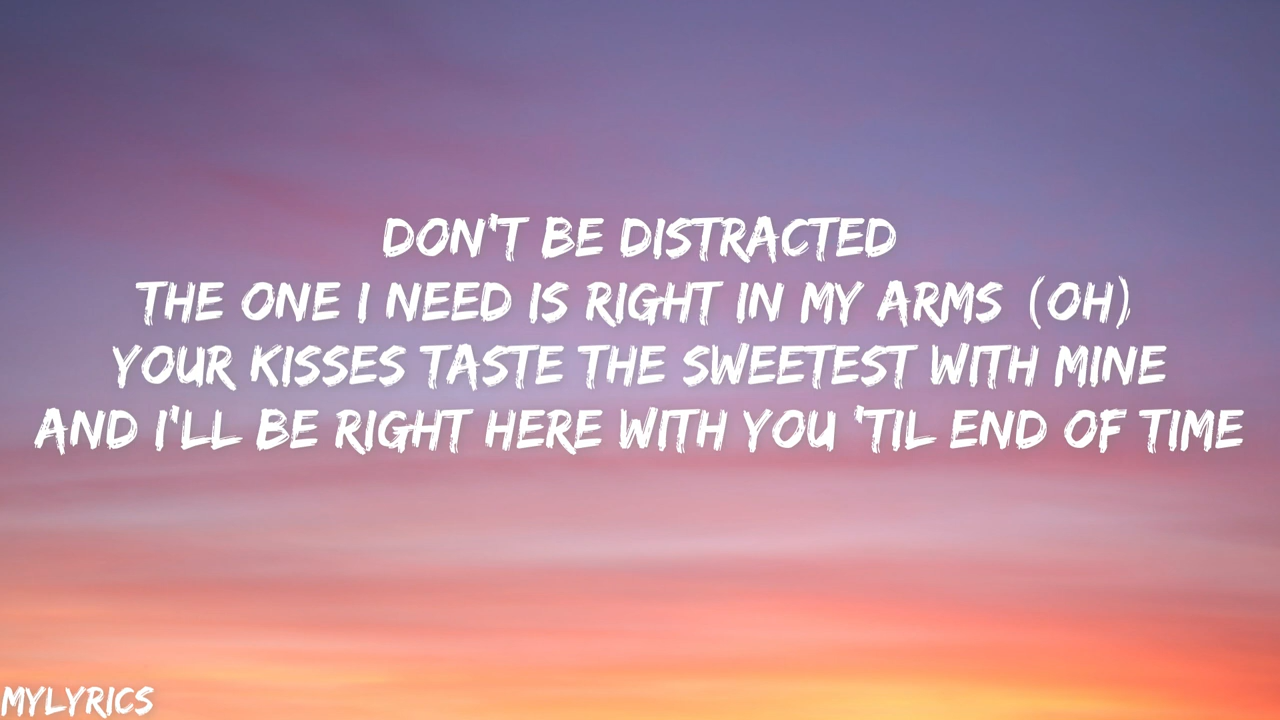 DON'T BE DISTRACTED
THE ONE I NEED IS RIGHT IN MY ARMS (OH)
YOUR KISSES TASTE THE SWEETEST WITH MINE
AND I'LL BE RIGHT HERE WITH YOU 'TIL END OF TIME
MYLYRICS